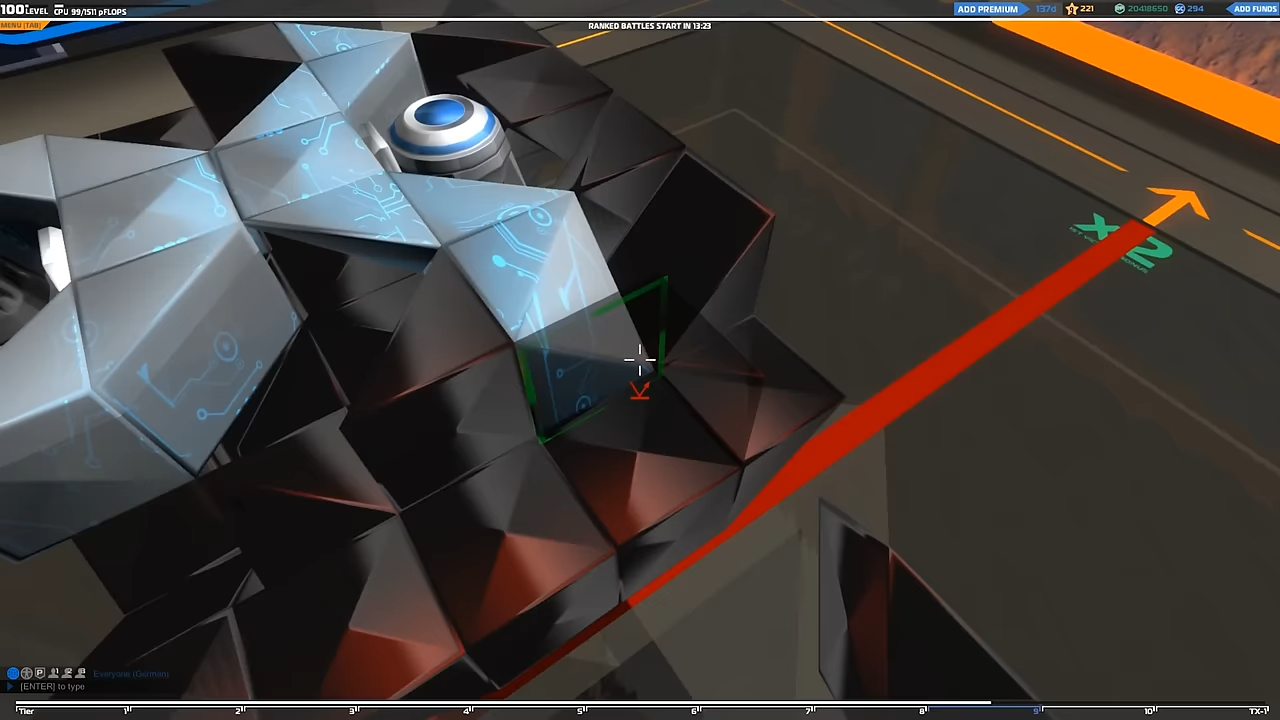 100 LEVEL CPU 99/1511 pFLOPS
ADD PREMIUM 137d 221 20418650 294 ADD FUNDS
MENU [TAB]
RANKED BATTLES START IN 13:23
X2
Everyone (German)
[ENTER] to type
Tier 1 2 3 4 5 6 7 8 9 10 TX-1